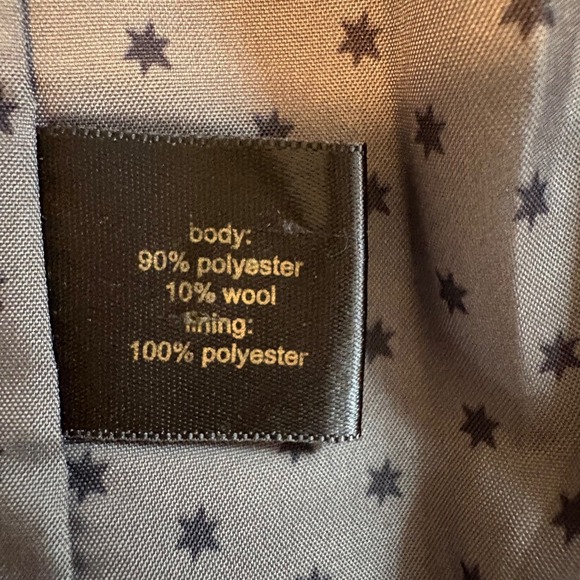 body:
90% polyester
10% wool
lining:
100% polyester